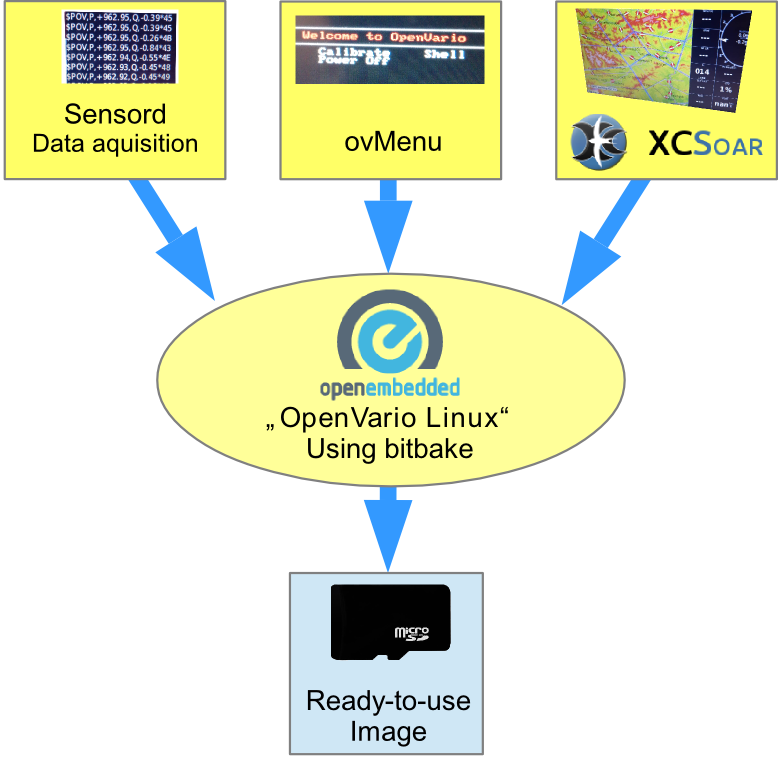 $POV,P,+962.95,Q,-0.39*45
$POV,P,+962.95,Q,-0.39*45
$POV,P,+962.95,Q,-0.26*4B
$POV,P,+962.95,Q,-0.84*43
$POV,P,+962.94,Q,-0.55*4E
$POV,P,+962.93,Q,-0.45*48
$POV,P,+962.92,Q,-0.45*49
Sensord
Data aquisition
Welcome to OpenVario
Calibrate Shell
Power Off
ovMenu
014
1%
XCSOAR
openembedded
„OpenVario Linux“
Using bitbake
micro
SD
Ready-to-use
Image